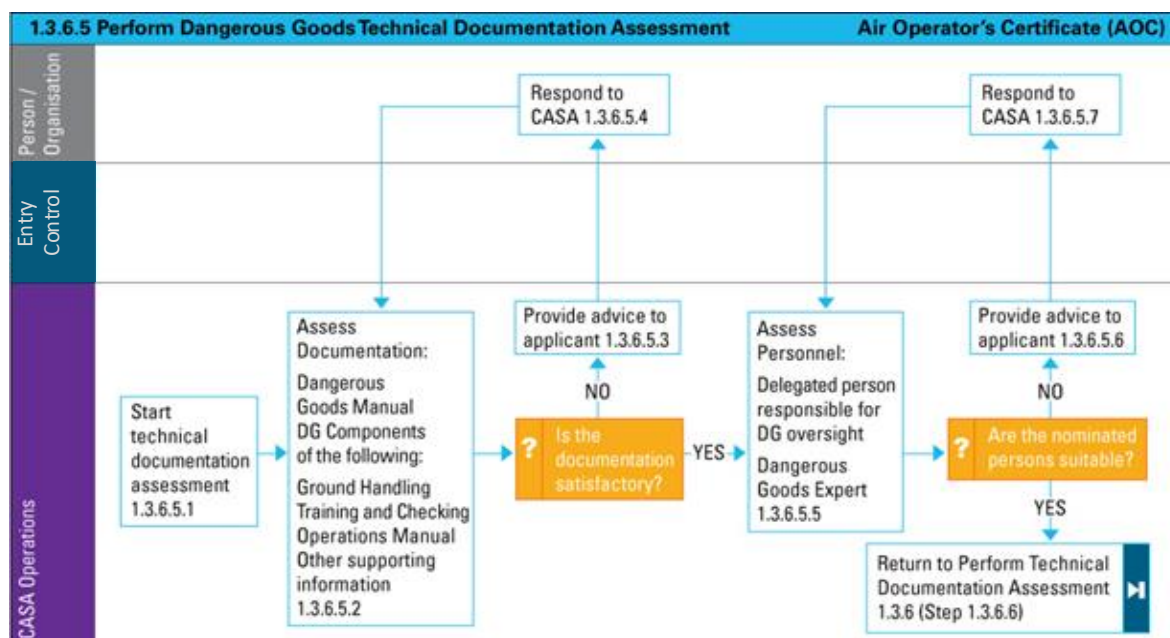 1.3.6.5 Perform Dangerous Goods Technical Documentation Assessment
Air Operator's Certificate (AOC)
Person /
Organisation
Respond to
CASA 1.3.6.5.4
Respond to
CASA 1.3.6.5.7
Entry
Control
CASA Operations
Start
technical
documentation
assessment
1.3.6.5.1
Assess
Documentation:
Dangerous
Goods Manual
DG Components
of the following:
Ground Handling
Training and Checking
Operations Manual
Other supporting
information
1.3.6.5.2
Provide advice to
applicant 1.3.6.5.3
NO
? Is the
documentation
satisfactory?
YES
Assess
Personnel:
Delegated person
responsible for
DG oversight
Dangerous
Goods Expert
1.3.6.5.5
Provide advice to
applicant 1.3.6.5.6
NO
? Are the nominated
persons suitable?
YES
Return to Perform Technical
Documentation Assessment
1.3.6 (Step 1.3.6.6)